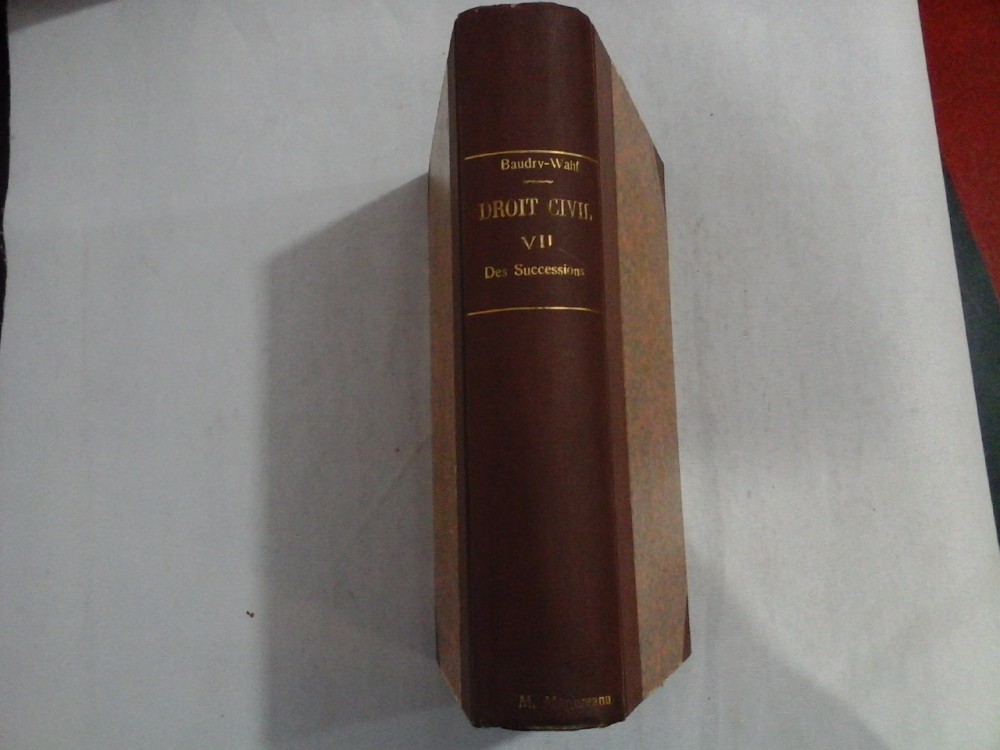 Baudry-Wahl
DROIT CIVIL
VII
Des Successions
M.